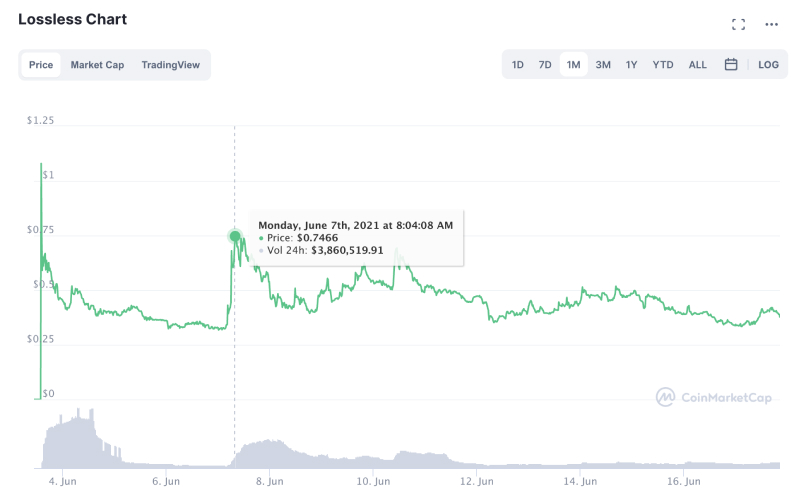 Lossless Chart
Price Market Cap TradingView 1D 7D 1M 3M 1Y YTD ALL LOG
$1.25
$1
Monday, June 7th, 2021 at 8:04:08 AM
$0.75
Price: $0.7466
Vol 24h: $3,860,519.91
$0.5
$0.25
$0
CoinMarketCap
4. Jun 6. Jun 8. Jun 10. Jun 12. Jun 14. Jun 16. Jun